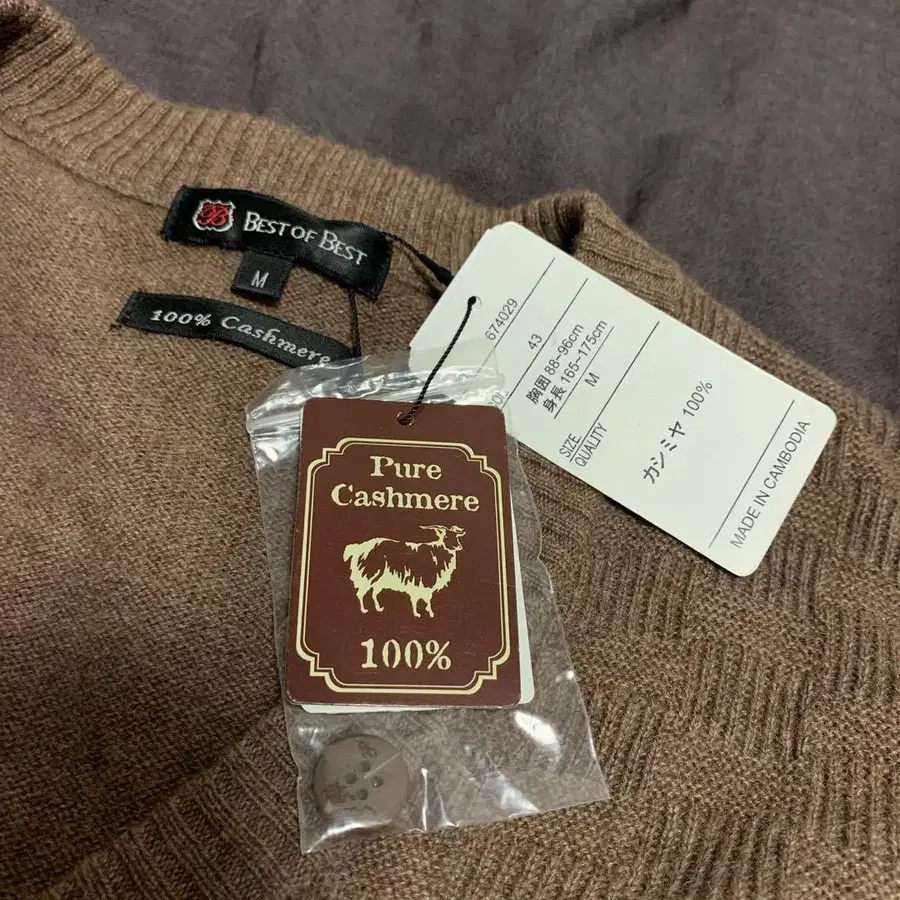 B
BEST OF BEST
M
100% Cashmere
Pure
Cashmere
100%
674029
43
胸囲 88~96cm
身長 165~175cm
SIZE M
QUALITY
カシミヤ 100%
MADE IN CAMBODIA